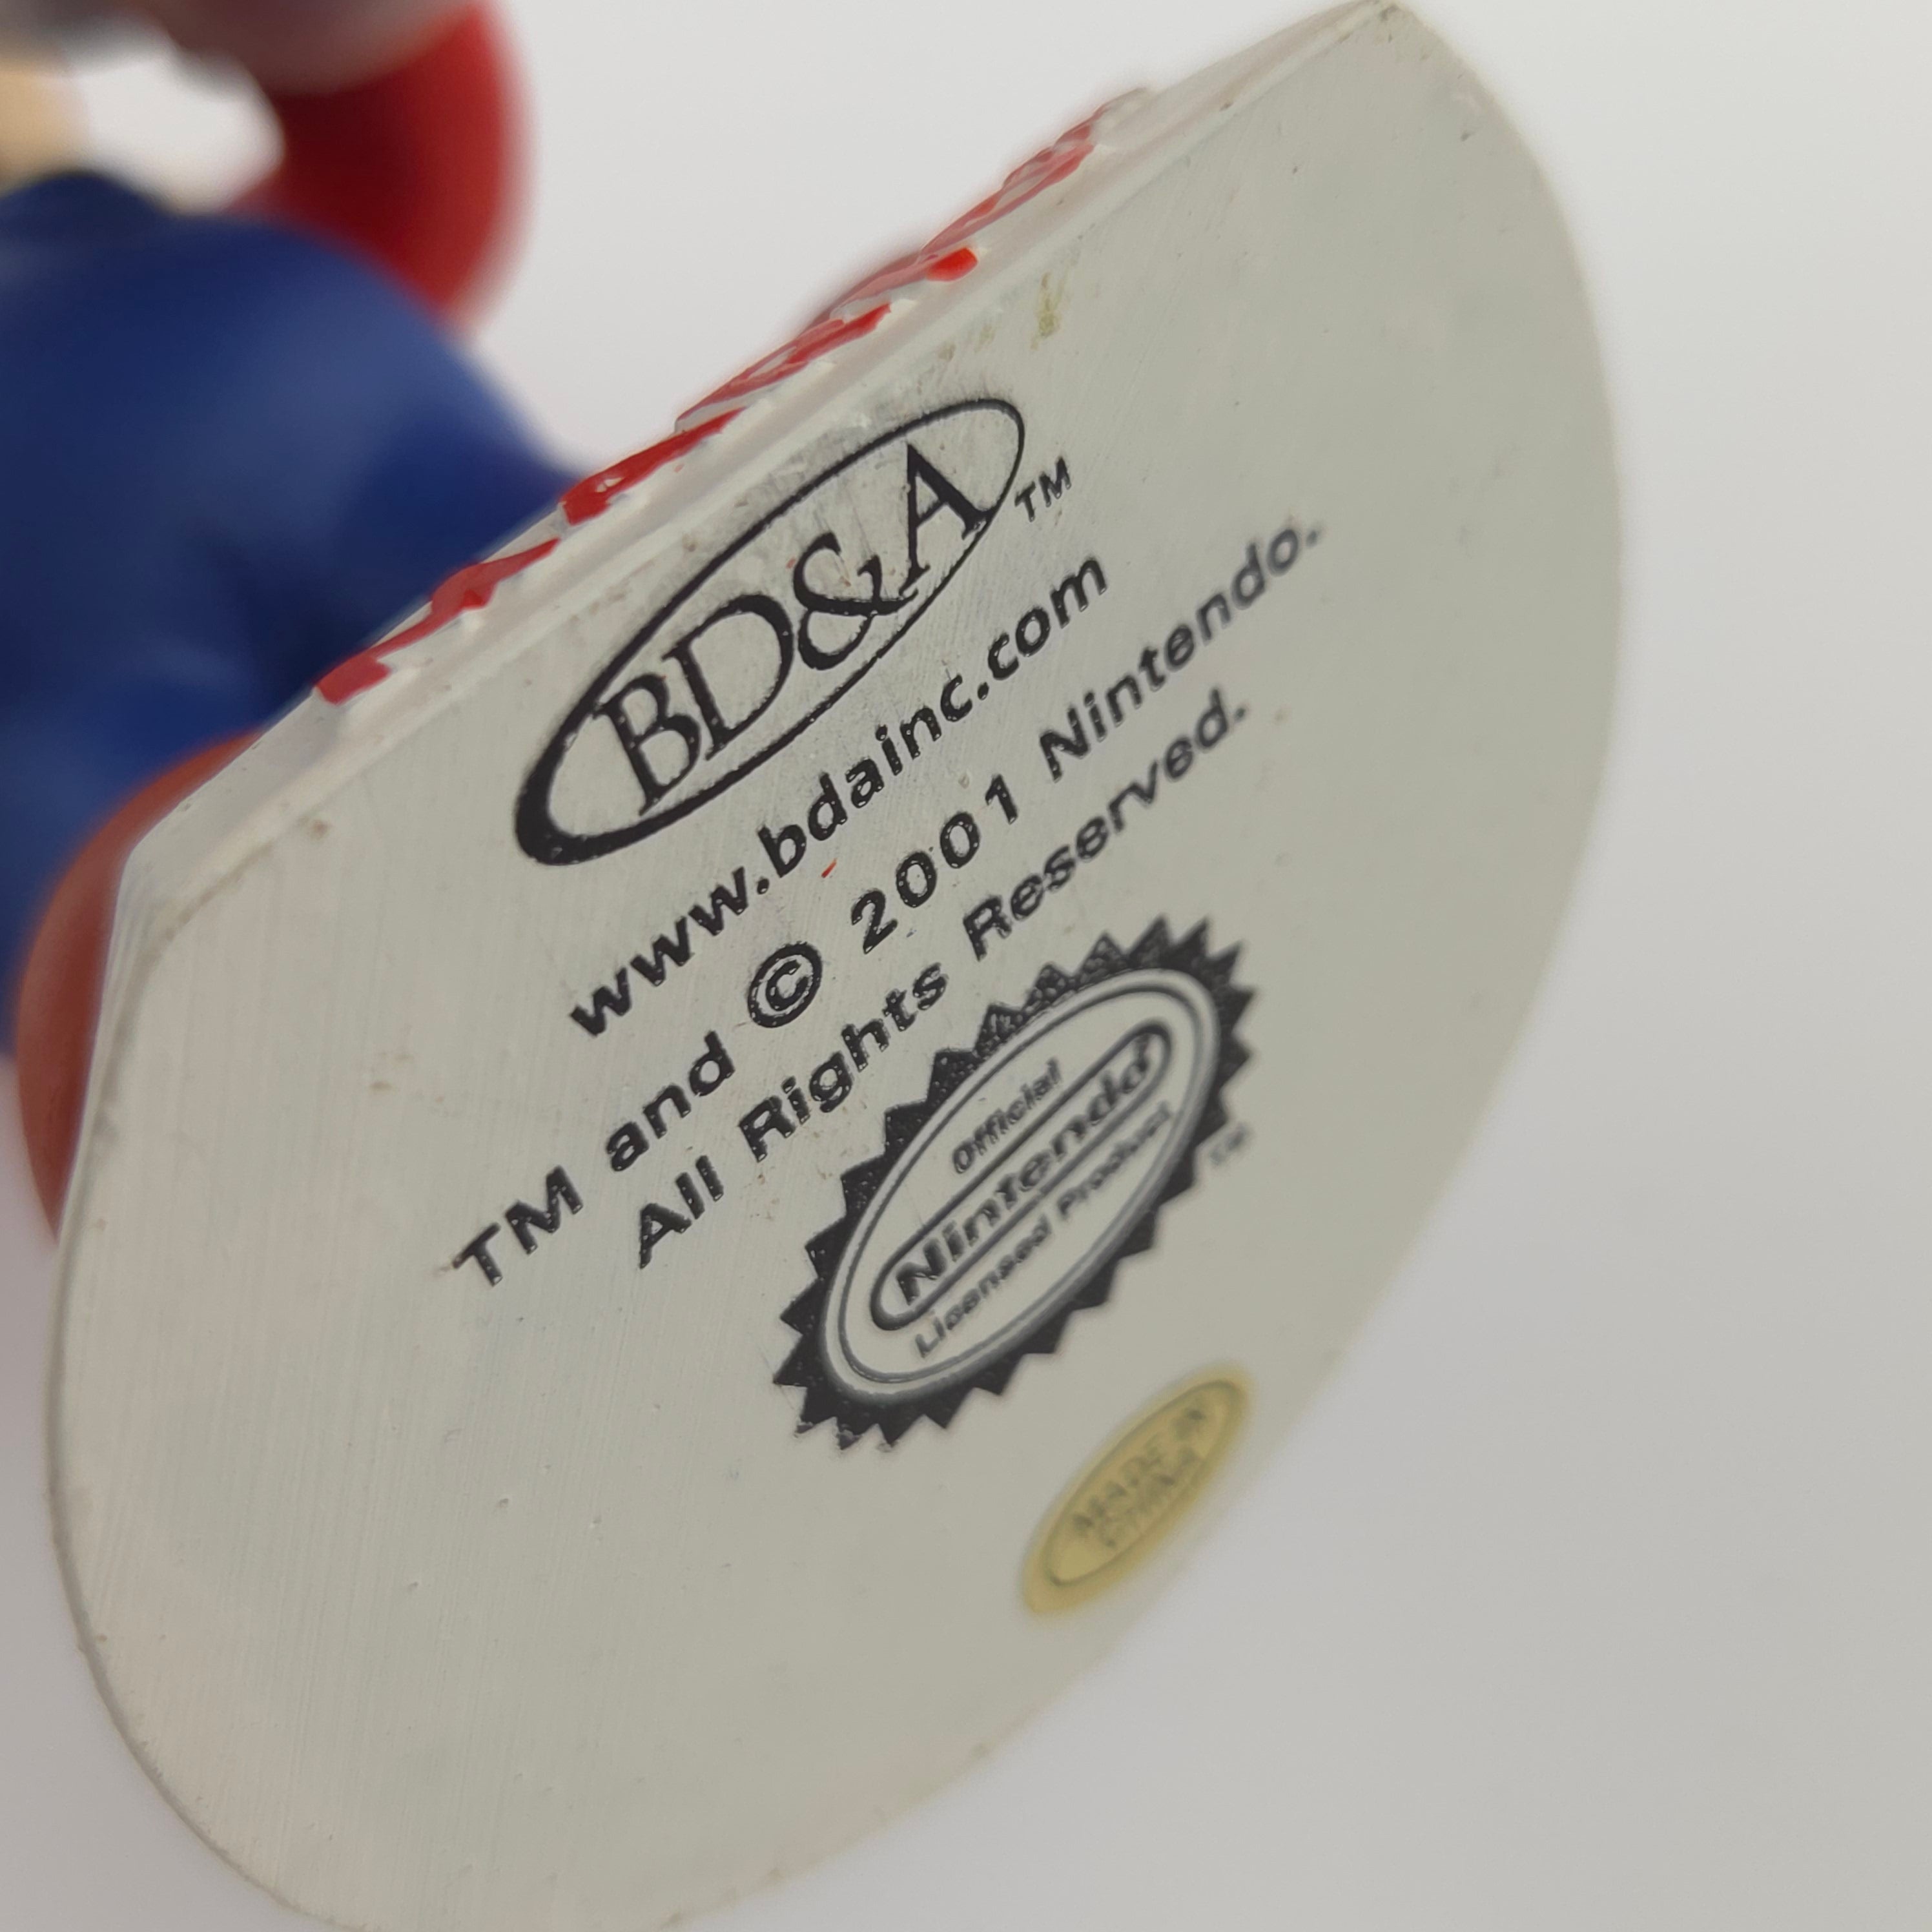 BD&A™
www.bdainc.com
TM and © 2001 Nintendo.
All Rights Reserved.
Official
Nintendo®
Licensed Product
TM
MADE IN
CHINA